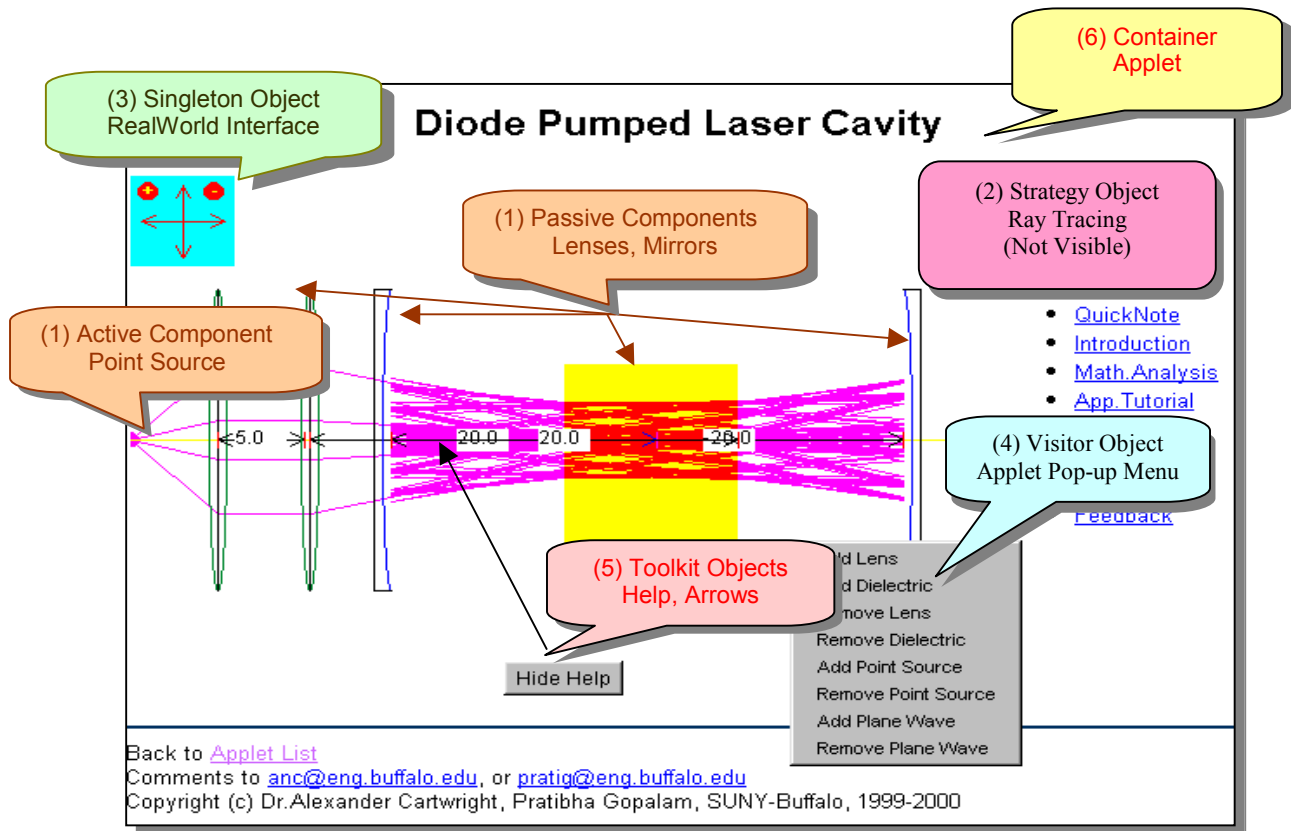 (6) Container
Applet
(3) Singleton Object
RealWorld Interface
Diode Pumped Laser Cavity
(2) Strategy Object
Ray Tracing
(Not Visible)
(1) Passive Components
Lenses, Mirrors
(1) Active Component
Point Source
QuickNote
Introduction
Math.Analysis
App.Tutorial
5.0
20.0
20.0
-20.0
(4) Visitor Object
Applet Pop-up Menu
Feedback
(5) Toolkit Objects
Help, Arrows
Lens
Dielectric
Lens
Remove Dielectric
Add Point Source
Remove Point Source
Add Plane Wave
Remove Plane Wave
Hide Help
Back to Applet List
Comments to anc@eng.buffalo.edu, or pratig@eng.buffalo.edu
Copyright (c) Dr.Alexander Cartwright, Pratibha Gopalam, SUNY-Buffalo, 1999-2000